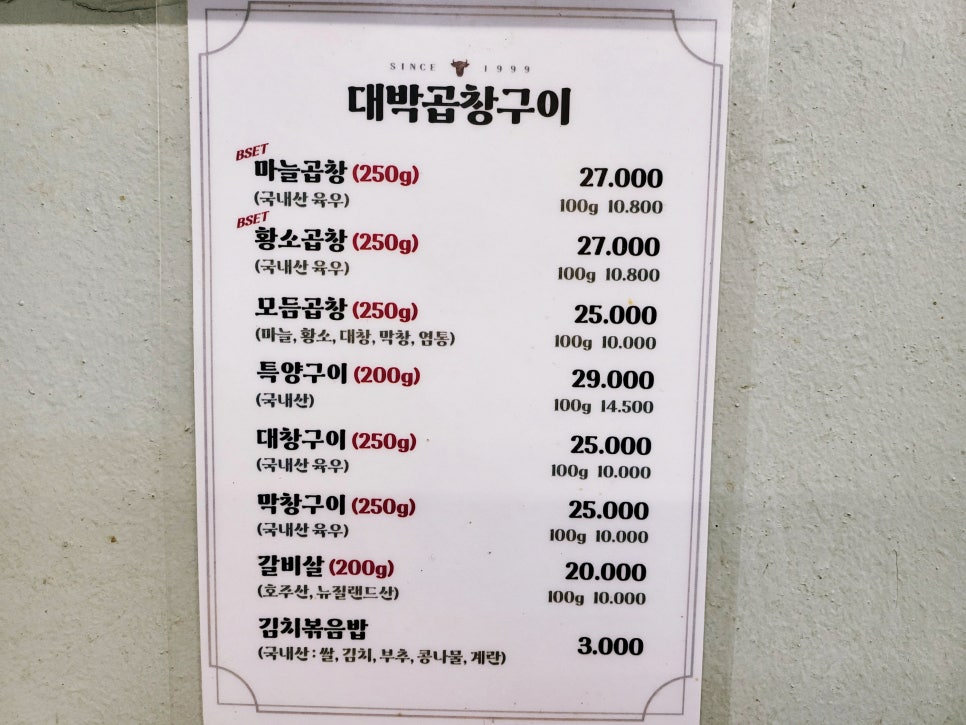 SINCE 1999
대박곱창구이
BSET
마늘곱창 (250g) 27.000
(국내산 육우) 100g 10.800
BSET
황소곱창 (250g) 27.000
(국내산 육우) 100g 10.800
모듬곱창 (250g) 25.000
(마늘, 황소, 대창, 막창, 염통) 100g 10.000
특양구이 (200g) 29.000
(국내산) 100g 14.500
대창구이 (250g) 25.000
(국내산 육우) 100g 10.000
막창구이 (250g) 25.000
(국내산 육우) 100g 10.000
갈비살 (200g) 20.000
(호주산, 뉴질랜드산) 100g 10.000
김치볶음밥 3.000
(국내산 : 쌀, 김치, 부추, 콩나물, 계란)